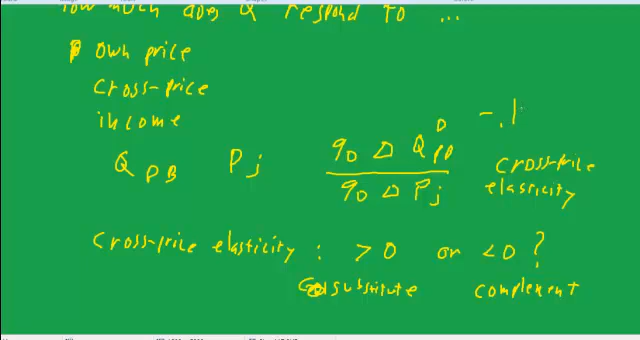 how much does Q respond to ...
Own price
Cross-price
income
Q PB Pj % Δ Q D PB / % Δ Pj -.1
cross-price
elasticity
Cross-price elasticity : > 0 or < 0 ?
substitute complement